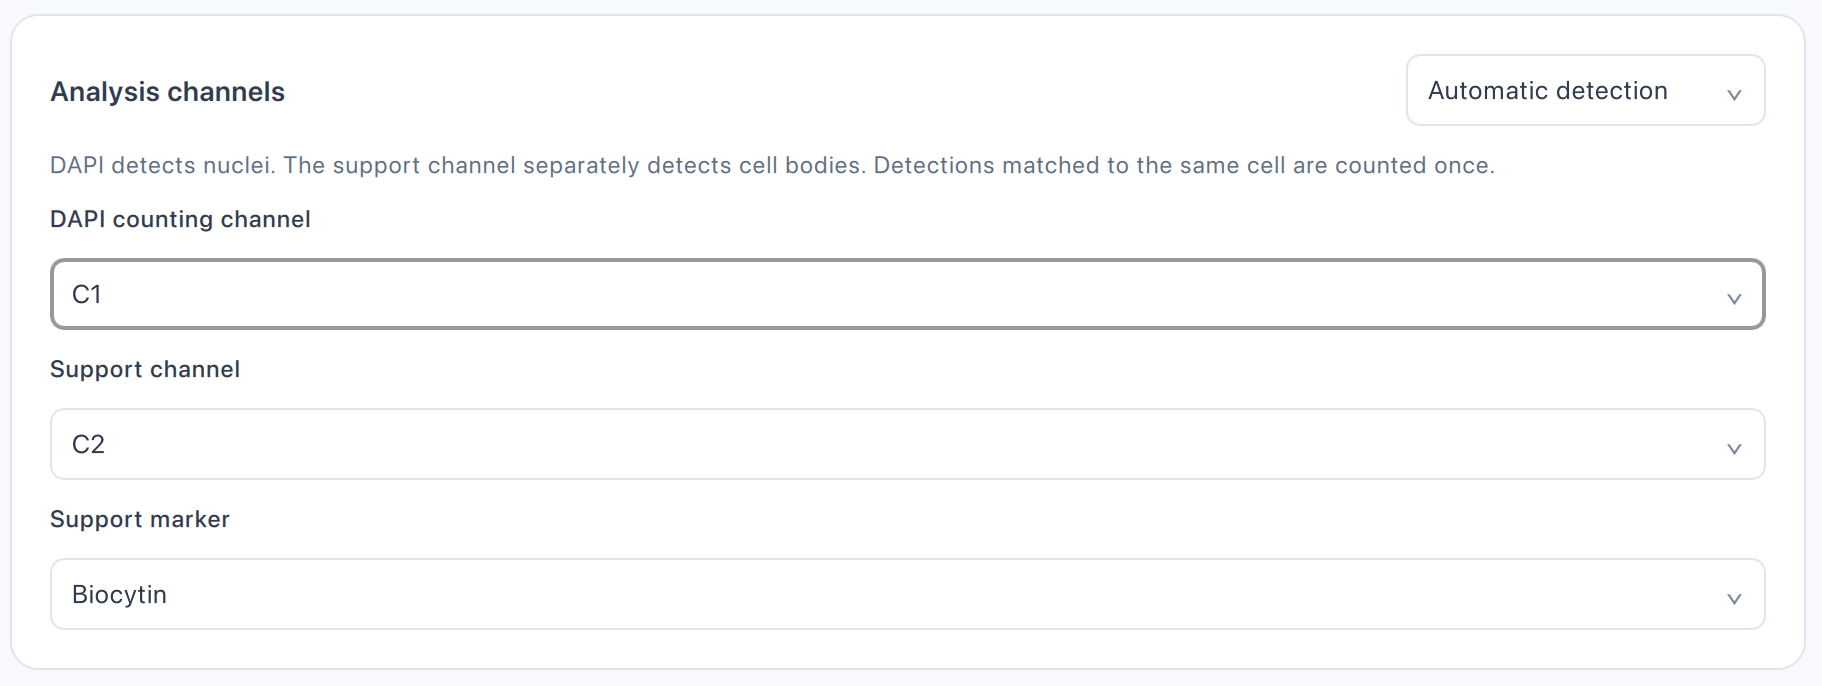 Analysis channels
Automatic detection
DAPI detects nuclei. The support channel separately detects cell bodies. Detections matched to the same cell are counted once.
DAPI counting channel
C1
Support channel
C2
Support marker
Biocytin